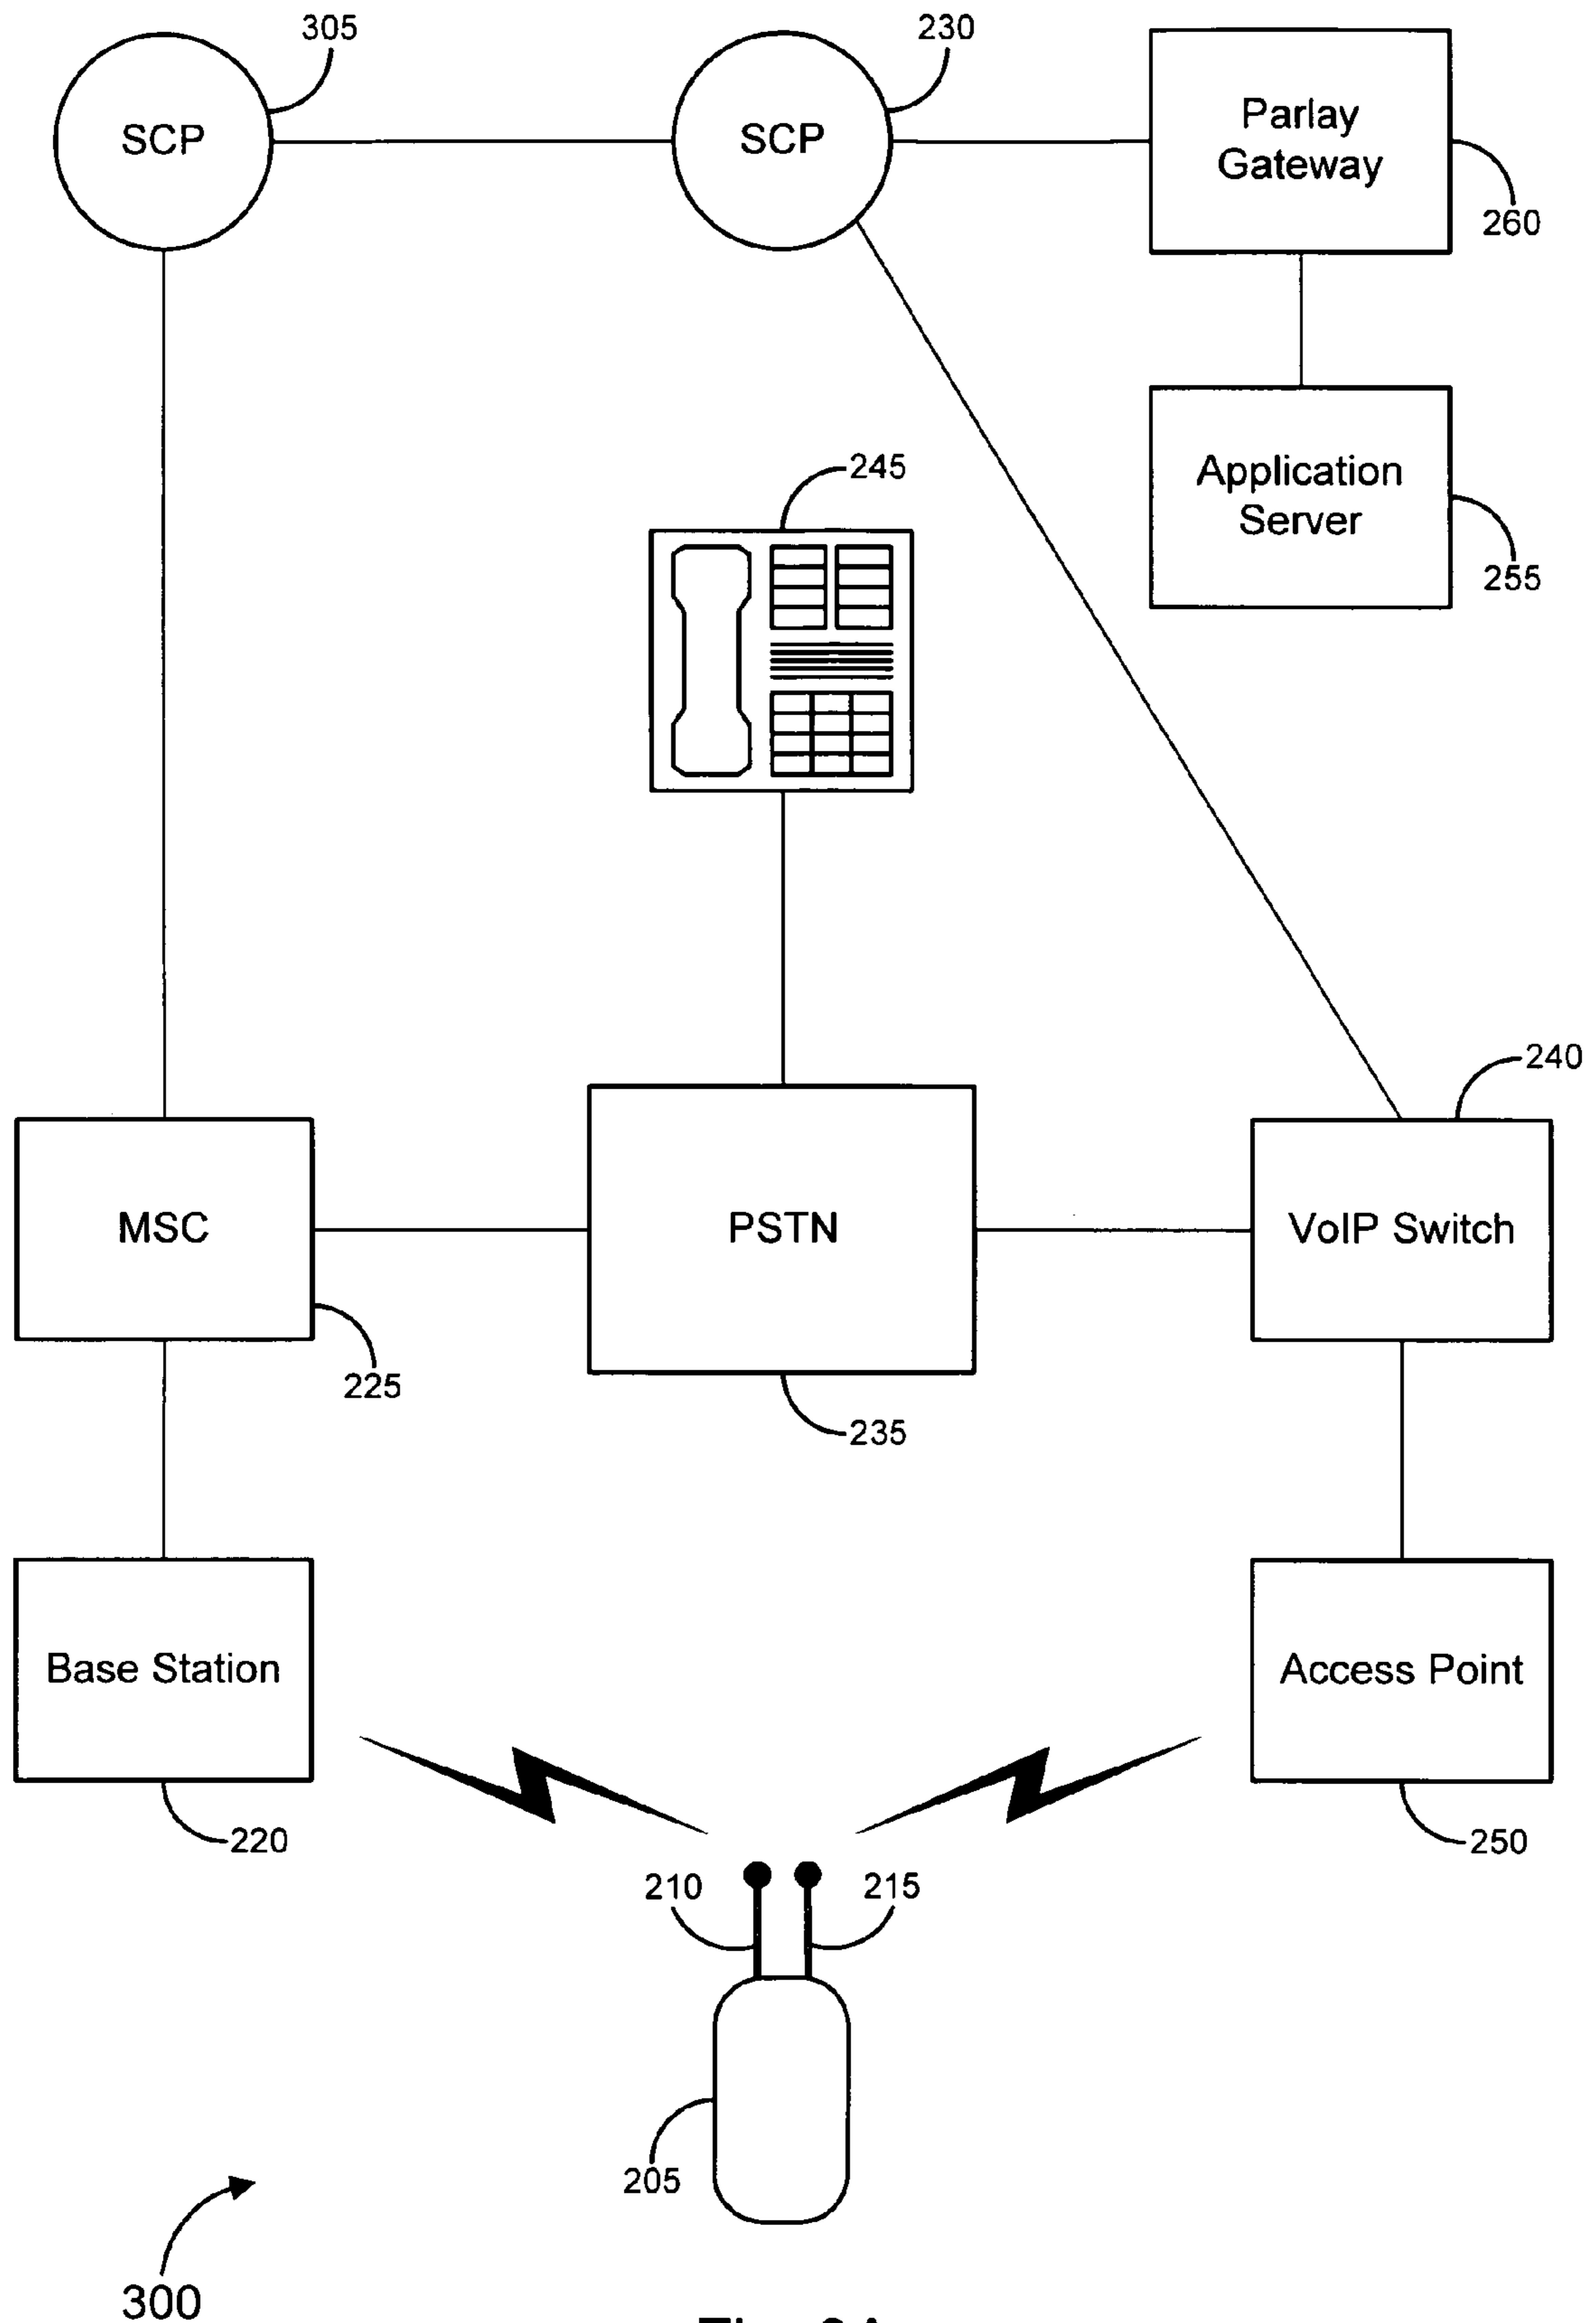 305
230
SCP
SCP
Parlay
Gateway
260
Application
Server
255
245
240
MSC
PSTN
VoIP Switch
225
235
Base Station
Access Point
220
250
210
215
205
300